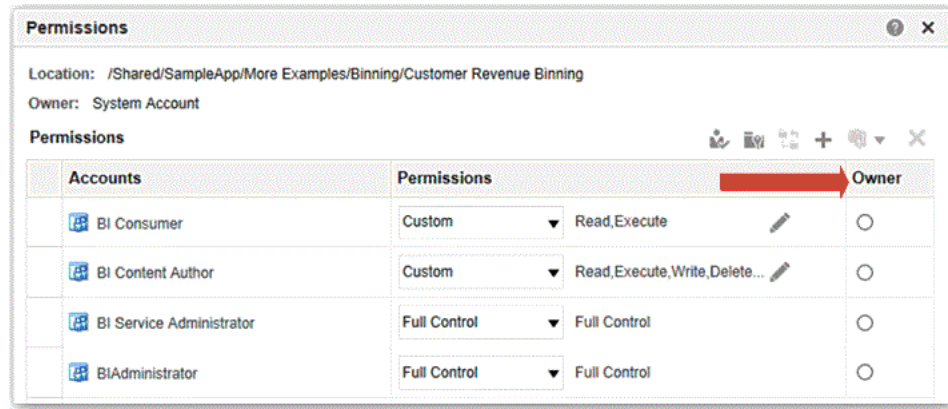 Permissions
Location: /Shared/SampleApp/More Examples/Binning/Customer Revenue Binning
Owner: System Account
Permissions
Accounts Permissions Owner
BI Consumer Custom Read,Execute
BI Content Author Custom Read,Execute,Write,Delete...
BI Service Administrator Full Control Full Control
BIAdministrator Full Control Full Control